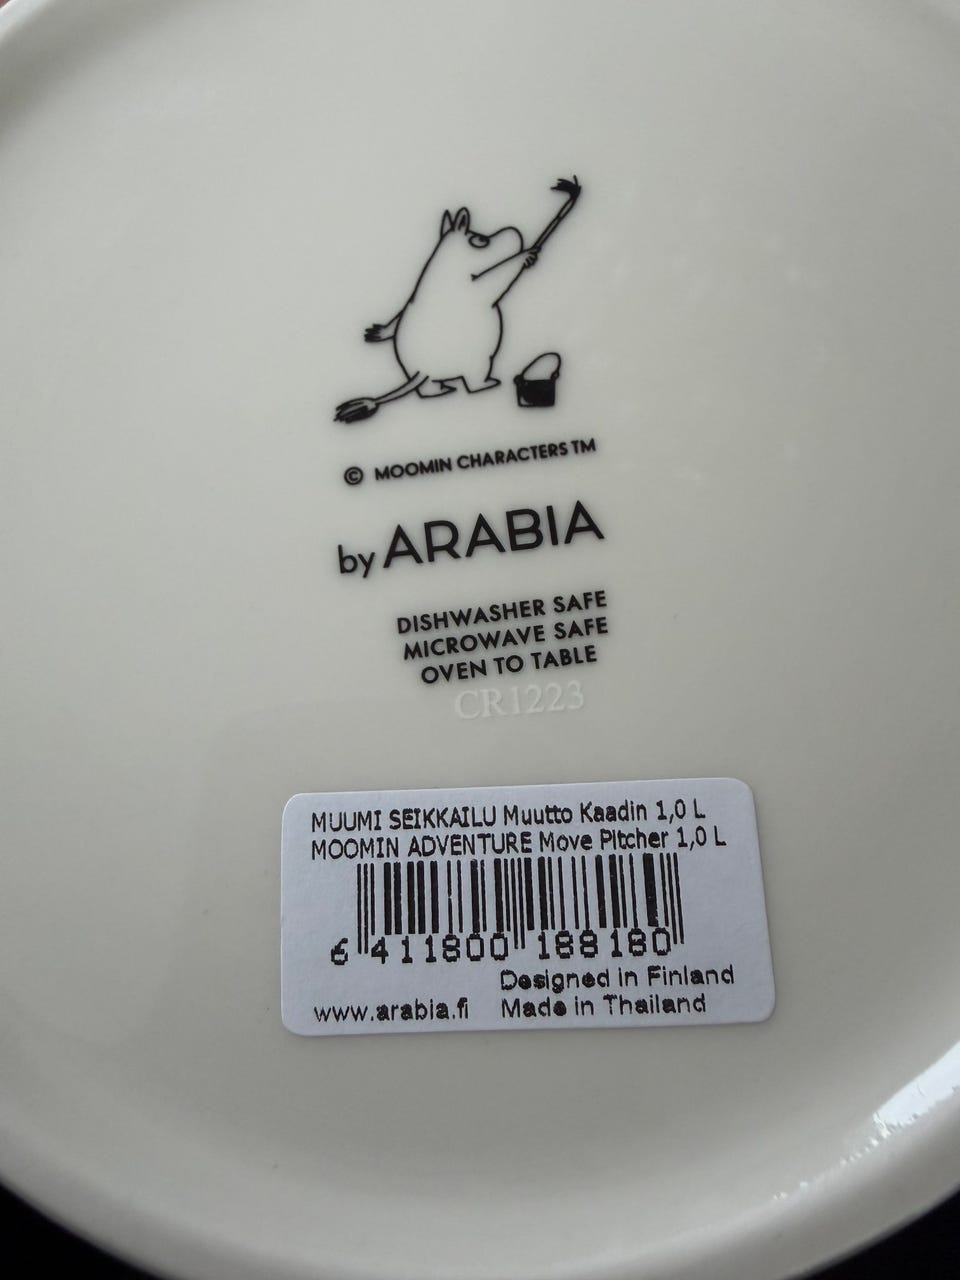 © MOOMIN CHARACTERS TM
by ARABIA
DISHWASHER SAFE
MICROWAVE SAFE
OVEN TO TABLE
CR1223
MUUMI SEIKKAILU Muutto Kaadin 1,0 L
MOOMIN ADVENTURE Move Pitcher 1,0 L
6 411800 188180
Designed in Finland
www.arabia.fi Made in Thailand